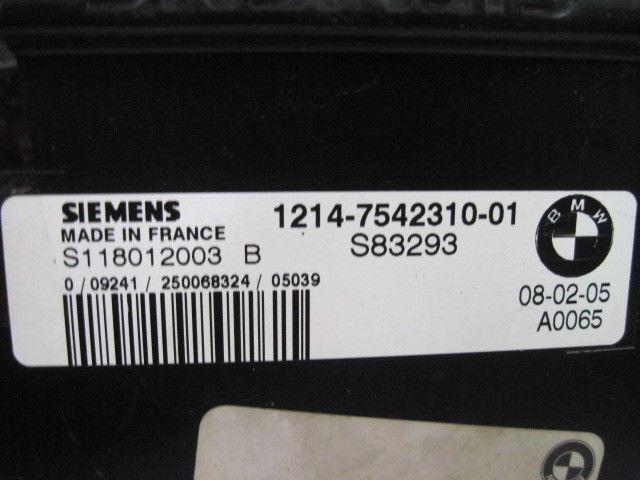 SIEMENS
MADE IN FRANCE
S118012003 B
0 / 09241 / 250068324 / 05039
1214-7542310-01
S83293
BMW
08-02-05
A0065